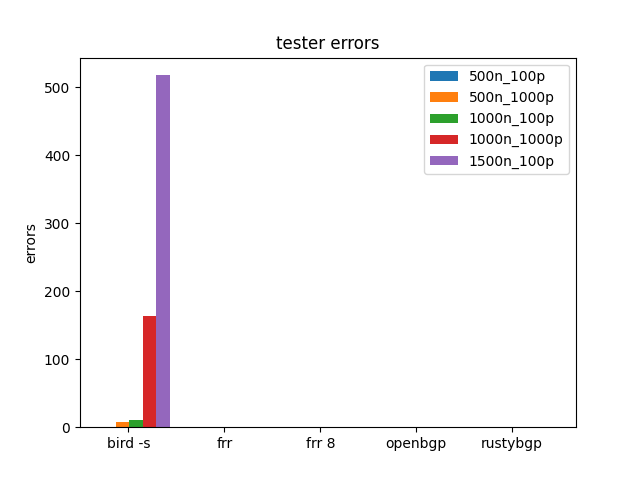 tester errors
500n_100p
500n_1000p
1000n_100p
1000n_1000p
1500n_100p
errors
500
400
300
200
100
0
bird -s frr frr 8 openbgp rustybgp